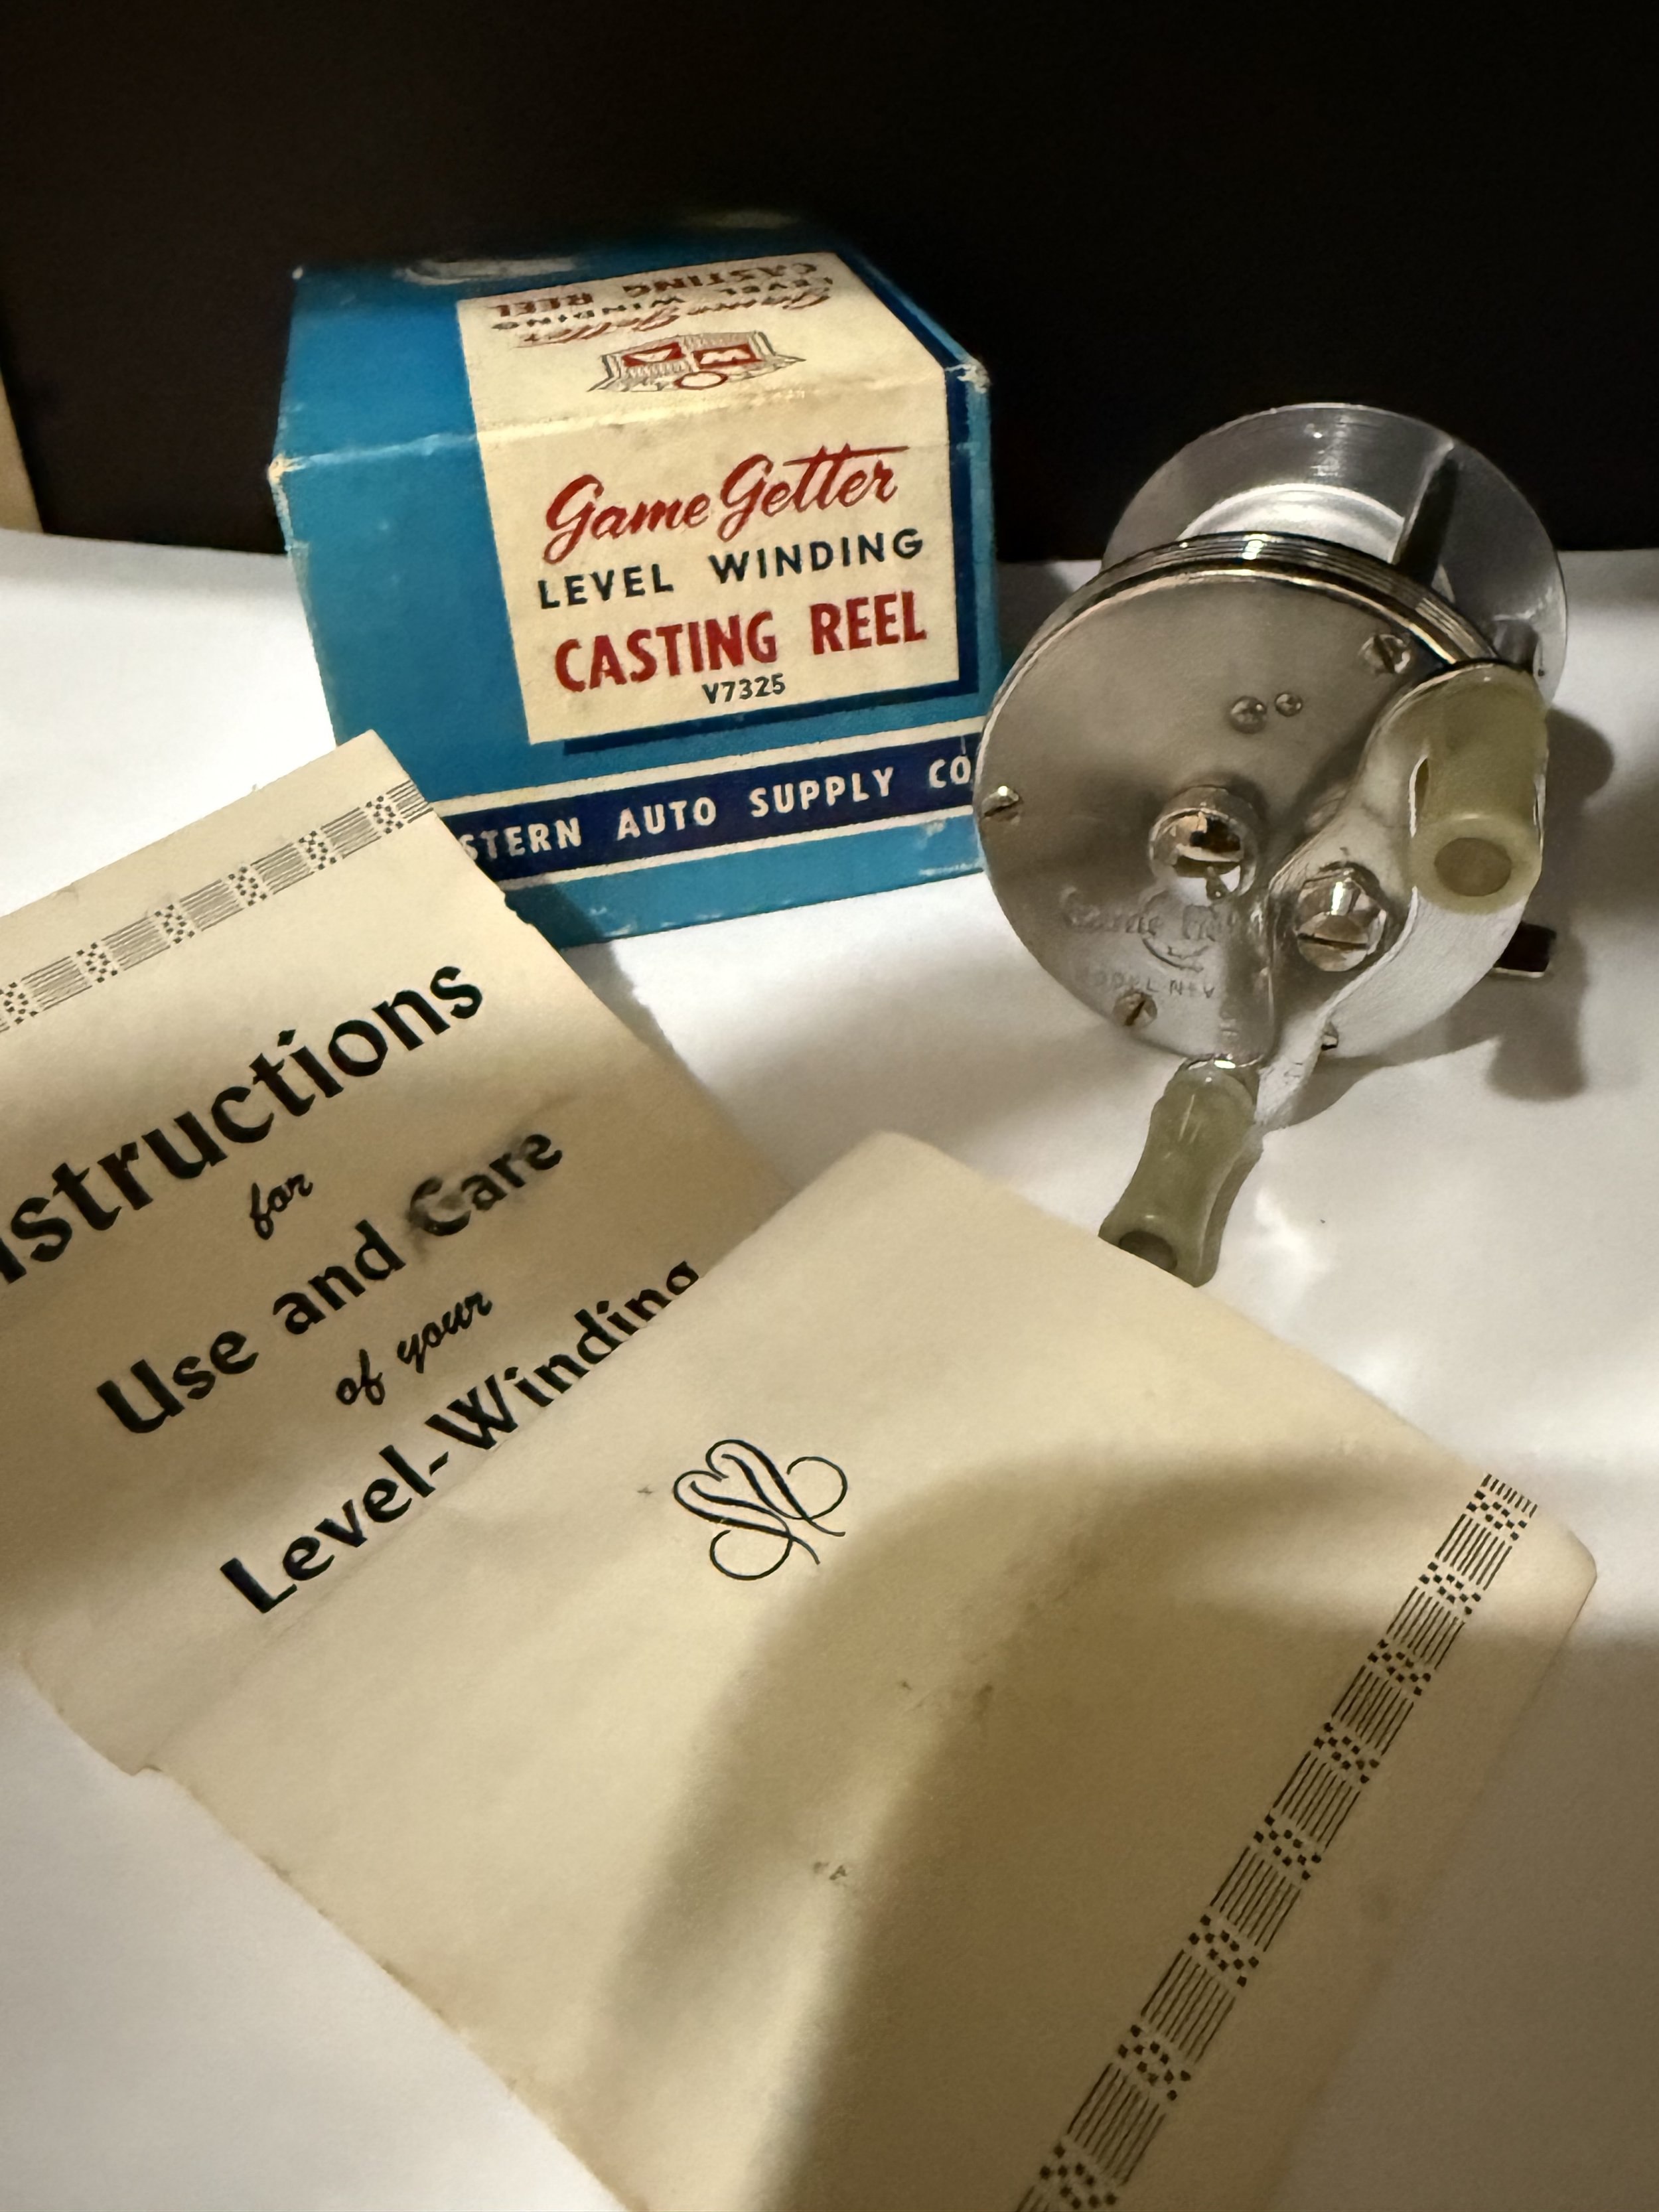 CASTING REEL
LEVEL WINDING
Game Getter
W A
Game Getter
LEVEL WINDING
CASTING REEL
V7325
STERN AUTO SUPPLY CO
nstructions
for
Use and Care
of your
Level-Winding